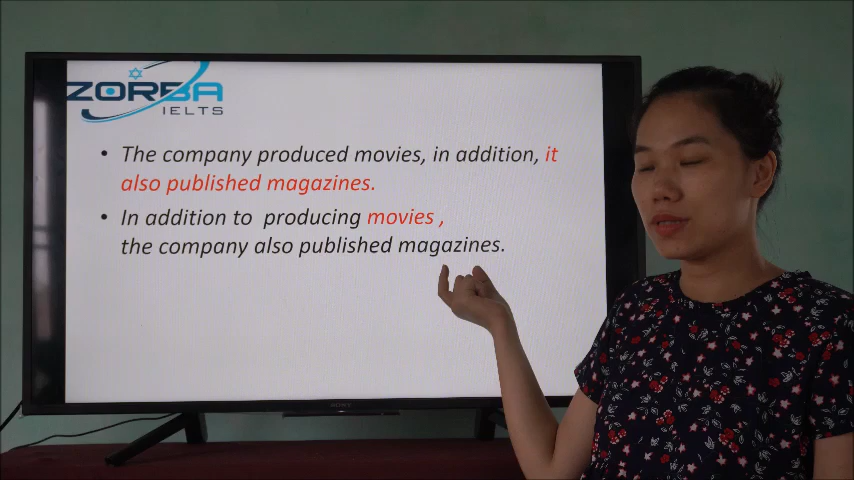 ZORBA
IELTS
• The company produced movies, in addition, it
also published magazines.
• In addition to producing movies ,
the company also published magazines.
SONY